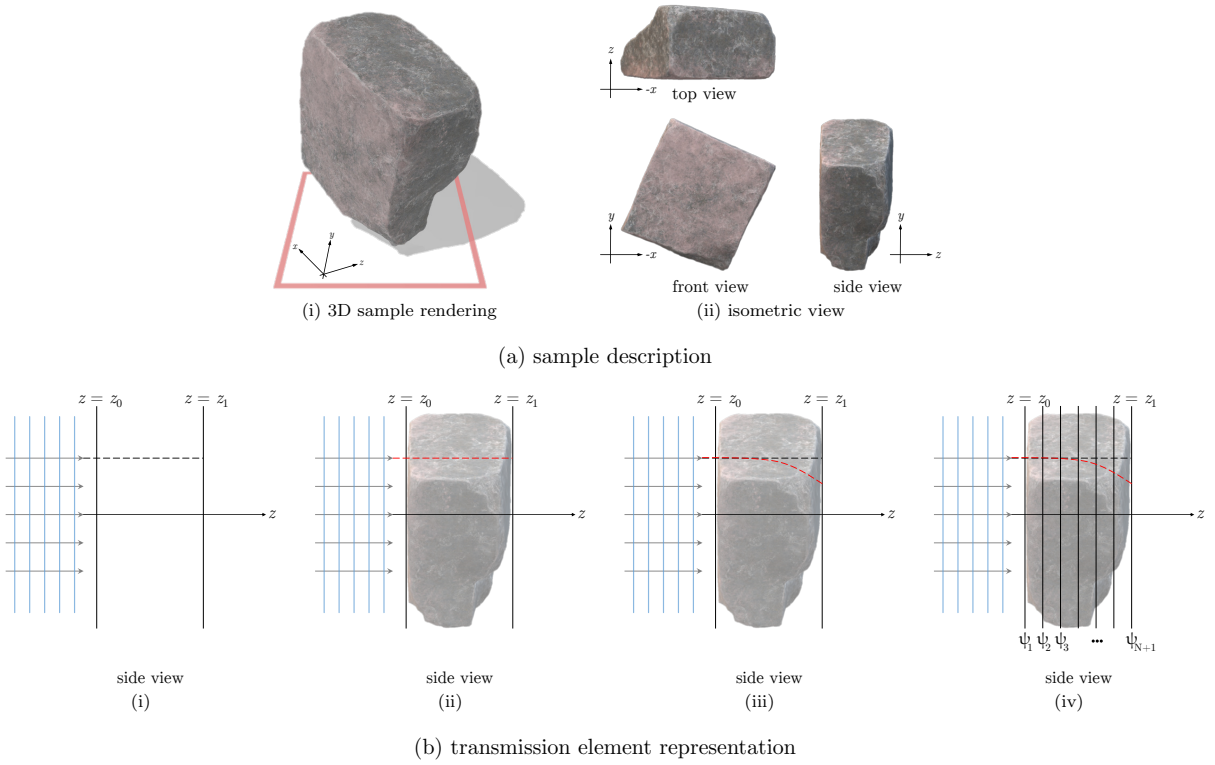 z
-x
top view
y
x
z
y
-x
y
z
front view
side view
(i) 3D sample rendering
(ii) isometric view
(a) sample description
z = z₀
z = z₁
z = z₀
z = z₁
z = z₀
z = z₁
z = z₀
z = z₁
z
z
z
z
ψ₁ ψ₂ ψ₃ ... ψ_{N+1}
side view
side view
side view
side view
(i)
(ii)
(iii)
(iv)
(b) transmission element representation